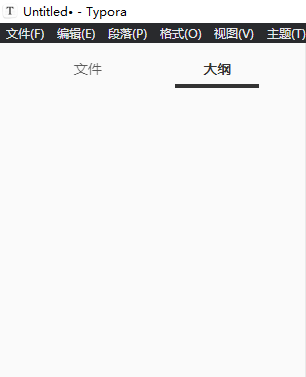 T Untitled• - Typora
文件(F) 编辑(E) 段落(P) 格式(O) 视图(V) 主题(T)
文件 大纲